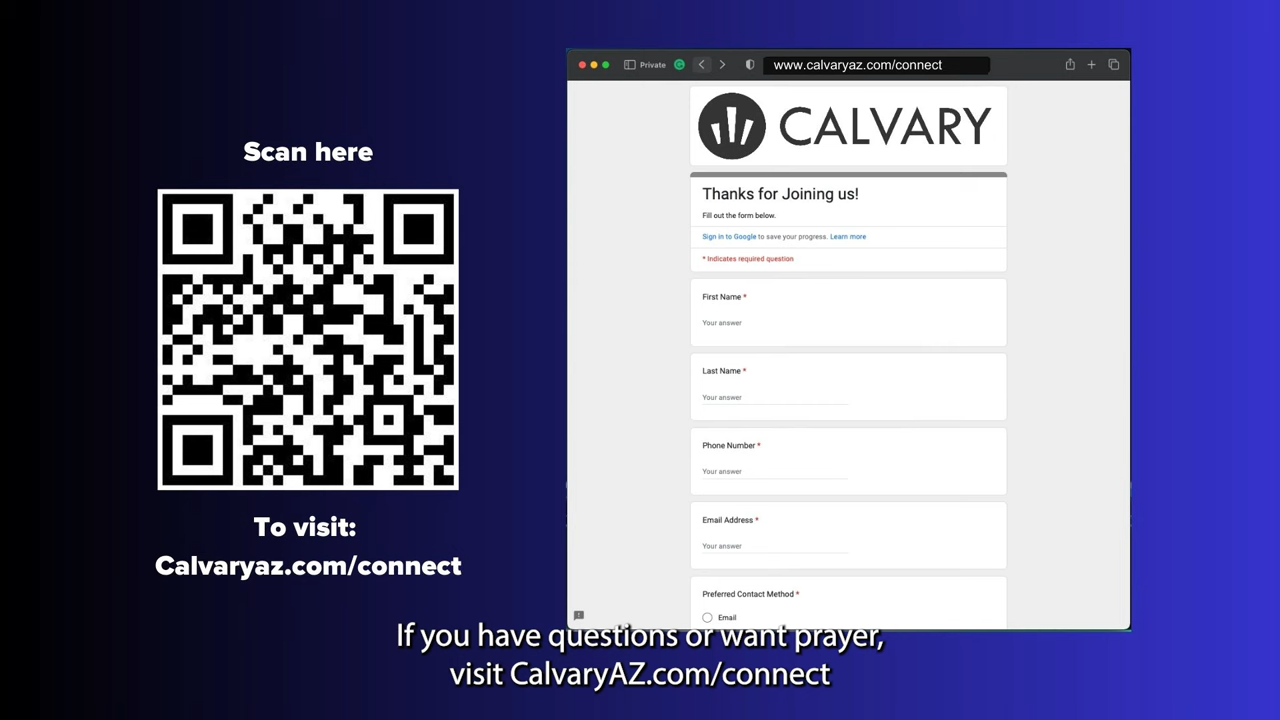 Scan here
To visit:
Calvaryaz.com/connect
Private
www.calvaryaz.com/connect
CALVARY
Thanks for Joining us!
Fill out the form below.
Sign in to Google to save your progress. Learn more
* Indicates required question
First Name *
Your answer
Last Name *
Your answer
Phone Number *
Your answer
Email Address *
Your answer
Preferred Contact Method *
Email
If you have questions or want prayer,
visit CalvaryAZ.com/connect